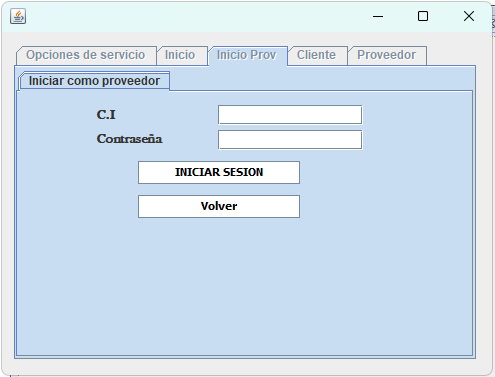 Opciones de servicio Inicio Inicio Prov Cliente Proveedor
Iniciar como proveedor
C.I
Contraseña
INICIAR SESION
Volver